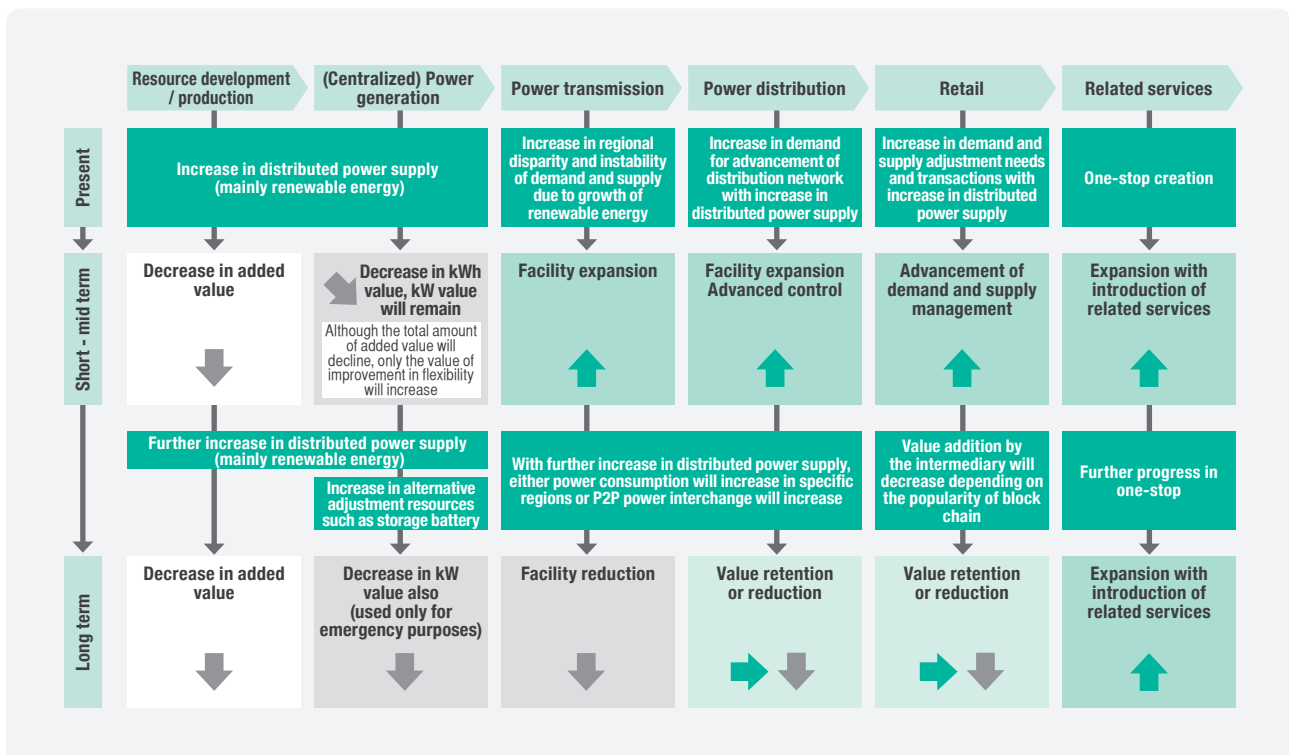 Resource development
/ production
(Centralized) Power
generation
Power transmission
Power distribution
Retail
Related services
Present
Increase in distributed power supply
(mainly renewable energy)
Increase in regional
disparity and instability
of demand and supply
due to growth of
renewable energy
Increase in demand
for advancement of
distribution network
with increase in
distributed power supply
Increase in demand and
supply adjustment needs
and transactions with
increase in distributed
power supply
One-stop creation
Short - mid term
Decrease in added
value
Decrease in kWh
value, kW value
will remain
Although the total amount
of added value will
decline, only the value of
improvement in flexibility
will increase
Facility expansion
Facility expansion
Advanced control
Advancement of
demand and supply
management
Expansion with
introduction of
related services
Further increase in distributed power supply
(mainly renewable energy)
Increase in alternative
adjustment resources
such as storage battery
With further increase in distributed power supply,
either power consumption will increase in specific
regions or P2P power interchange will increase
Value addition by
the intermediary will
decrease depending on
the popularity of block
chain
Further progress in
one-stop
Long term
Decrease in added
value
Decrease in kW
value also
(used only for
emergency purposes)
Facility reduction
Value retention
or reduction
Value retention
or reduction
Expansion with
introduction of
related services